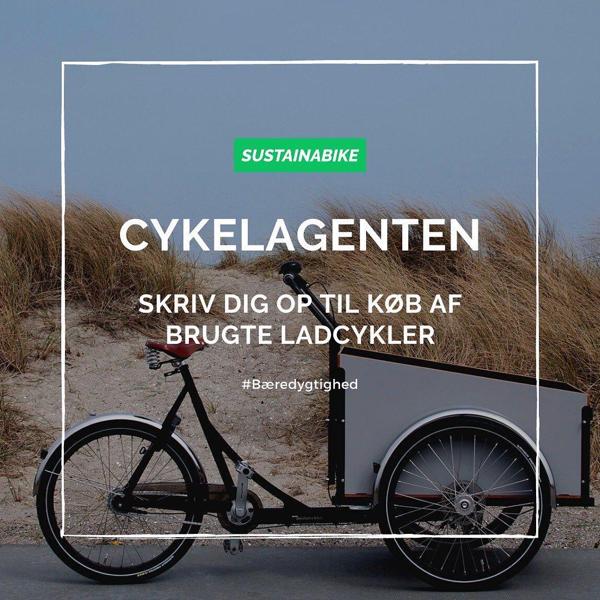 SUSTAINABIKE
CYKELAGENTEN
SKRIV DIG OP TIL KØB AF
BRUGTE LADCYKLER
#Bæredygtighed